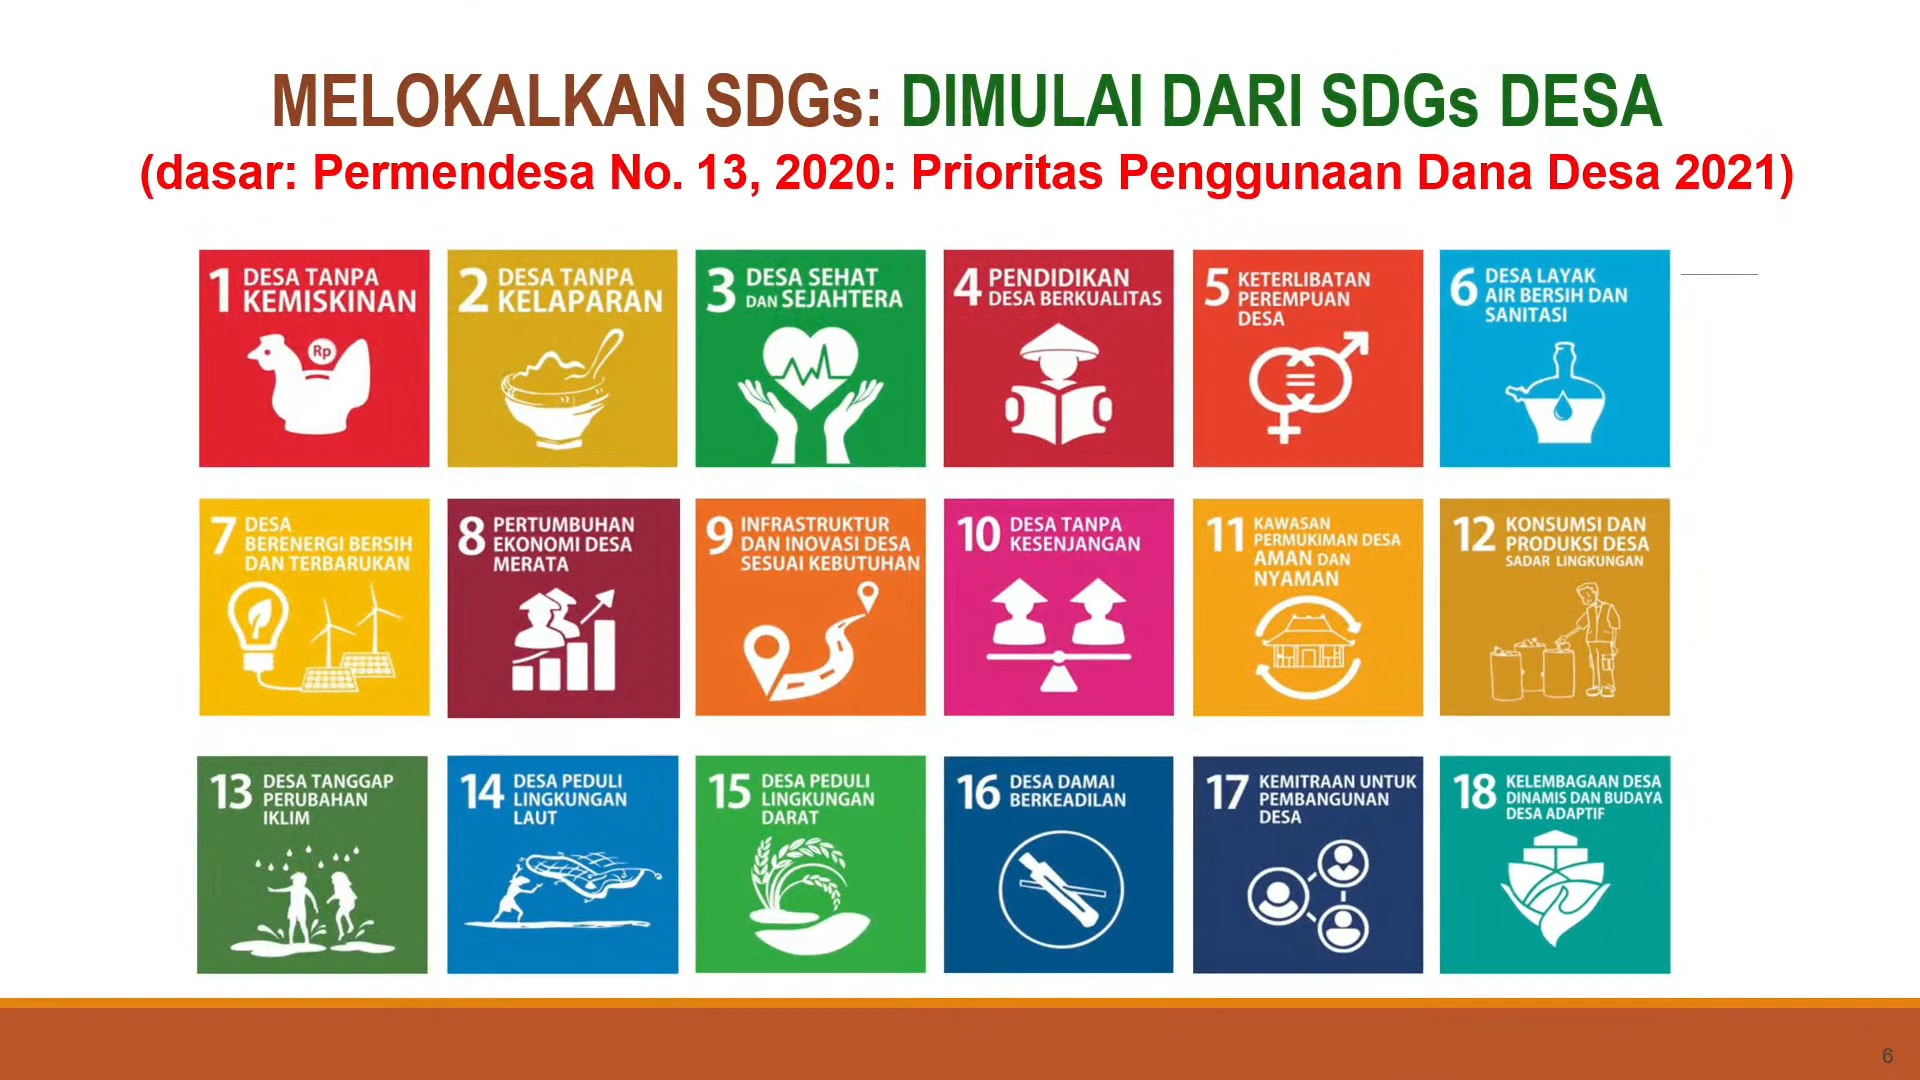 MELOKALKAN SDGs: DIMULAI DARI SDGs DESA
(dasar: Permendesa No. 13, 2020: Prioritas Penggunaan Dana Desa 2021)
1 DESA TANPA
KEMISKINAN
Rp
2 DESA TANPA
KELAPARAN
3 DESA SEHAT
DAN SEJAHTERA
4 PENDIDIKAN
DESA BERKUALITAS
5 KETERLIBATAN
PEREMPUAN
DESA
6 DESA LAYAK
AIR BERSIH DAN
SANITASI
7 DESA
BERENERGI BERSIH
DAN TERBARUKAN
8 PERTUMBUHAN
EKONOMI DESA
MERATA
9 INFRASTRUKTUR
DAN INOVASI DESA
SESUAI KEBUTUHAN
10 DESA TANPA
KESENJANGAN
11 KAWASAN
PERMUKIMAN DESA
AMAN DAN
NYAMAN
12 KONSUMSI DAN
PRODUKSI DESA
SADAR LINGKUNGAN
13 DESA TANGGAP
PERUBAHAN
IKLIM
14 DESA PEDULI
LINGKUNGAN
LAUT
15 DESA PEDULI
LINGKUNGAN
DARAT
16 DESA DAMAI
BERKEADILAN
17 KEMITRAAN UNTUK
PEMBANGUNAN
DESA
18 KELEMBAGAAN DESA
DINAMIS DAN BUDAYA
DESA ADAPTIF
6